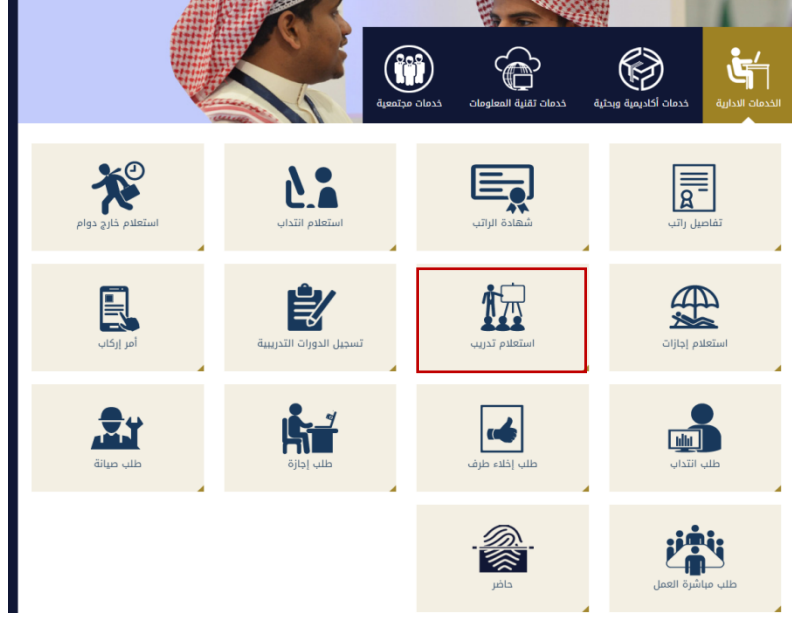 الخدمات الادارية
خدمات أكاديمية وبحثية
خدمات تقنية المعلومات
خدمات مجتمعية
تفاصيل راتب
شهادة الراتب
استعلام انتداب
استعلام خارج دوام
استعلام إجازات
استعلام تدريب
تسجيل الدورات التدريبية
أمر إركاب
طلب انتداب
طلب إخلاء طرف
طلب إجازة
طلب صيانة
طلب مباشرة العمل
حاضر